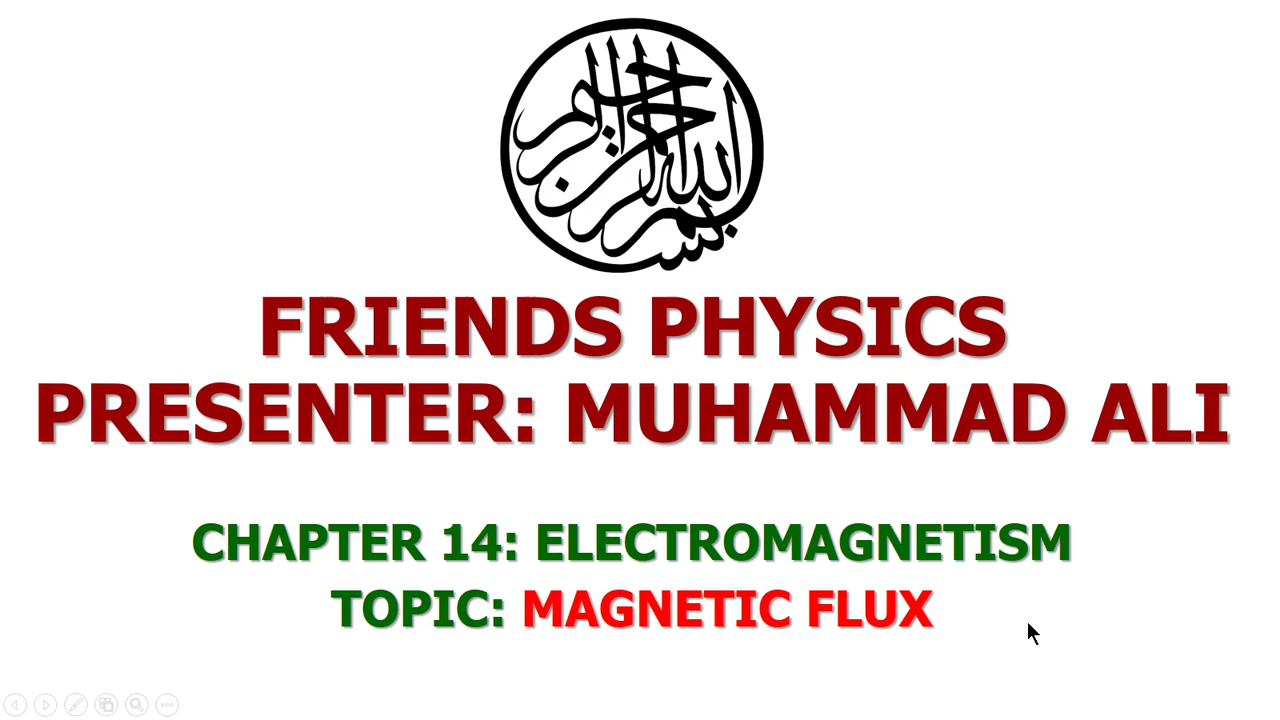 بسم الله الرحمن الرحيم
FRIENDS PHYSICS
PRESENTER: MUHAMMAD ALI
CHAPTER 14: ELECTROMAGNETISM
TOPIC: MAGNETIC FLUX